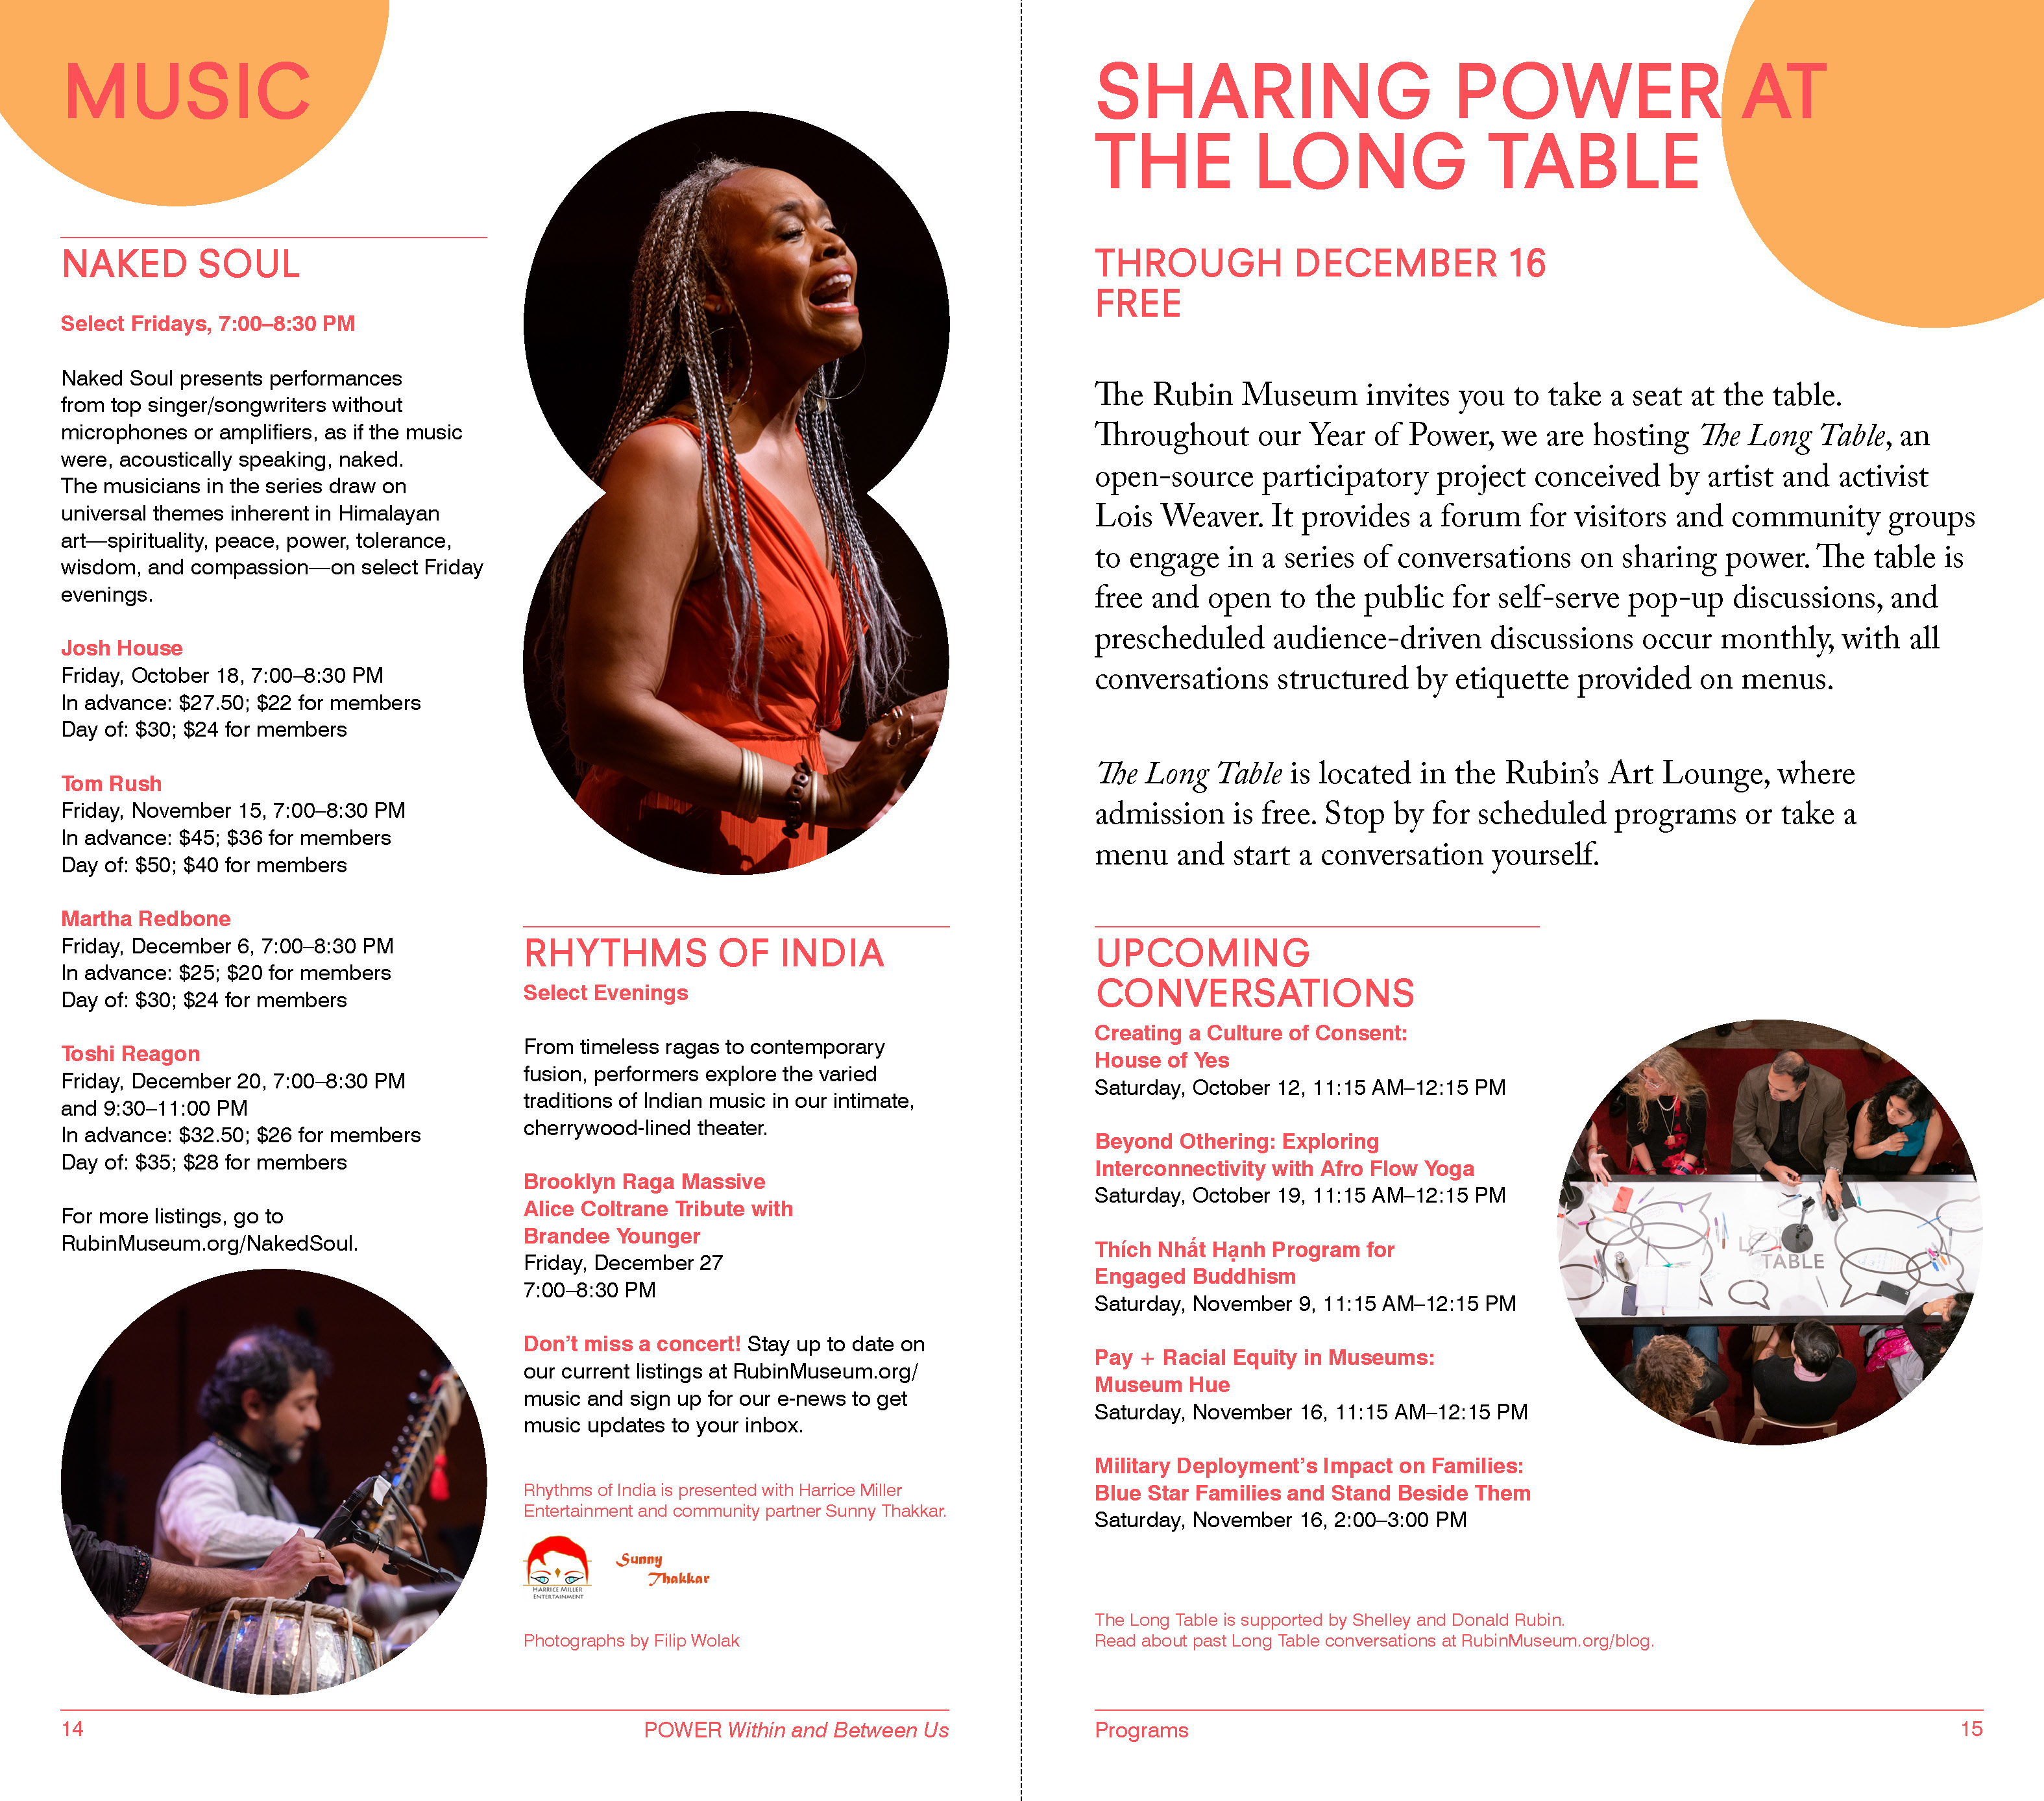 MUSIC
NAKED SOUL
Select Fridays, 7:00–8:30 PM
Naked Soul presents performances
from top singer/songwriters without
microphones or amplifiers, as if the music
were, acoustically speaking, naked.
The musicians in the series draw on
universal themes inherent in Himalayan
art—spirituality, peace, power, tolerance,
wisdom, and compassion—on select Friday
evenings.
Josh House
Friday, October 18, 7:00–8:30 PM
In advance: $27.50; $22 for members
Day of: $30; $24 for members
Tom Rush
Friday, November 15, 7:00–8:30 PM
In advance: $45; $36 for members
Day of: $50; $40 for members
Martha Redbone
Friday, December 6, 7:00–8:30 PM
In advance: $25; $20 for members
Day of: $30; $24 for members
Toshi Reagon
Friday, December 20, 7:00–8:30 PM
and 9:30–11:00 PM
In advance: $32.50; $26 for members
Day of: $35; $28 for members
For more listings, go to
RubinMuseum.org/NakedSoul.
RHYTHMS OF INDIA
Select Evenings
From timeless ragas to contemporary
fusion, performers explore the varied
traditions of Indian music in our intimate,
cherrywood-lined theater.
Brooklyn Raga Massive
Alice Coltrane Tribute with
Brandee Younger
Friday, December 27
7:00–8:30 PM
Don't miss a concert! Stay up to date on
our current listings at RubinMuseum.org/
music and sign up for our e-news to get
music updates to your inbox.
Rhythms of India is presented with Harrice Miller
Entertainment and community partner Sunny Thakkar.
HARRICE MILLER
ENTERTAINMENT
Sunny
Thakkar
Photographs by Filip Wolak
14
POWER Within and Between Us
SHARING POWER AT
THE LONG TABLE
THROUGH DECEMBER 16
FREE
The Rubin Museum invites you to take a seat at the table.
Throughout our Year of Power, we are hosting The Long Table, an
open-source participatory project conceived by artist and activist
Lois Weaver. It provides a forum for visitors and community groups
to engage in a series of conversations on sharing power. The table is
free and open to the public for self-serve pop-up discussions, and
prescheduled audience-driven discussions occur monthly, with all
conversations structured by etiquette provided on menus.
The Long Table is located in the Rubin's Art Lounge, where
admission is free. Stop by for scheduled programs or take a
menu and start a conversation yourself.
UPCOMING
CONVERSATIONS
Creating a Culture of Consent:
House of Yes
Saturday, October 12, 11:15 AM–12:15 PM
Beyond Othering: Exploring
Interconnectivity with Afro Flow Yoga
Saturday, October 19, 11:15 AM–12:15 PM
Thích Nhất Hạnh Program for
Engaged Buddhism
Saturday, November 9, 11:15 AM–12:15 PM
Pay + Racial Equity in Museums:
Museum Hue
Saturday, November 16, 11:15 AM–12:15 PM
Military Deployment's Impact on Families:
Blue Star Families and Stand Beside Them
Saturday, November 16, 2:00–3:00 PM
TABLE
The Long Table is supported by Shelley and Donald Rubin.
Read about past Long Table conversations at RubinMuseum.org/blog.
Programs
15